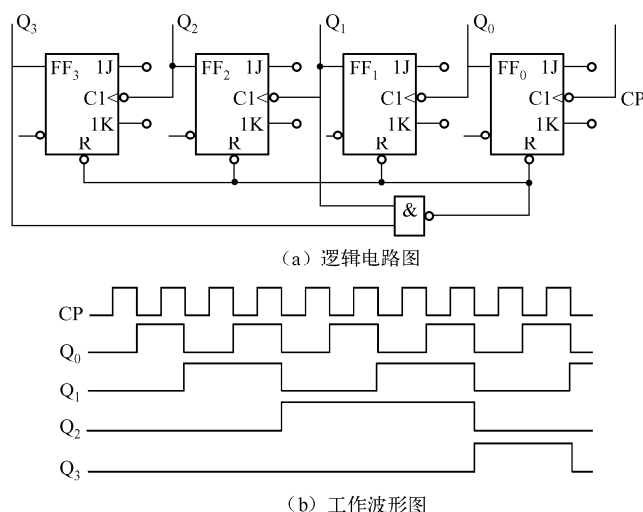 Q3 Q2 Q1 Q0
FF3 1J FF2 1J FF1 1J FF0 1J
C1 C1 C1 C1 CP
1K 1K 1K 1K
R R R R
&
（a）逻辑电路图
CP
Q0
Q1
Q2
Q3
（b）工作波形图